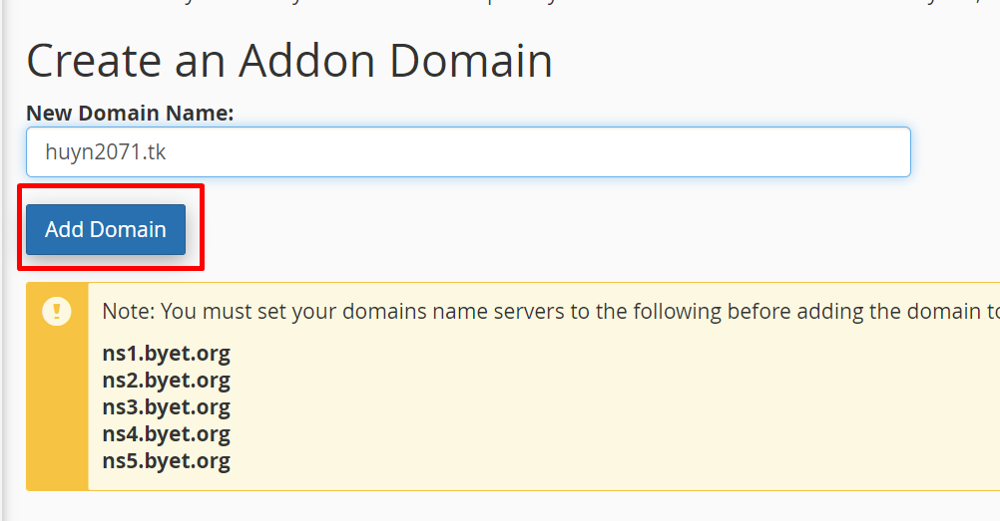 Create an Addon Domain
New Domain Name:
huyn2071.tk
Add Domain
Note: You must set your domains name servers to the following before adding the domain to
ns1.byet.org
ns2.byet.org
ns3.byet.org
ns4.byet.org
ns5.byet.org